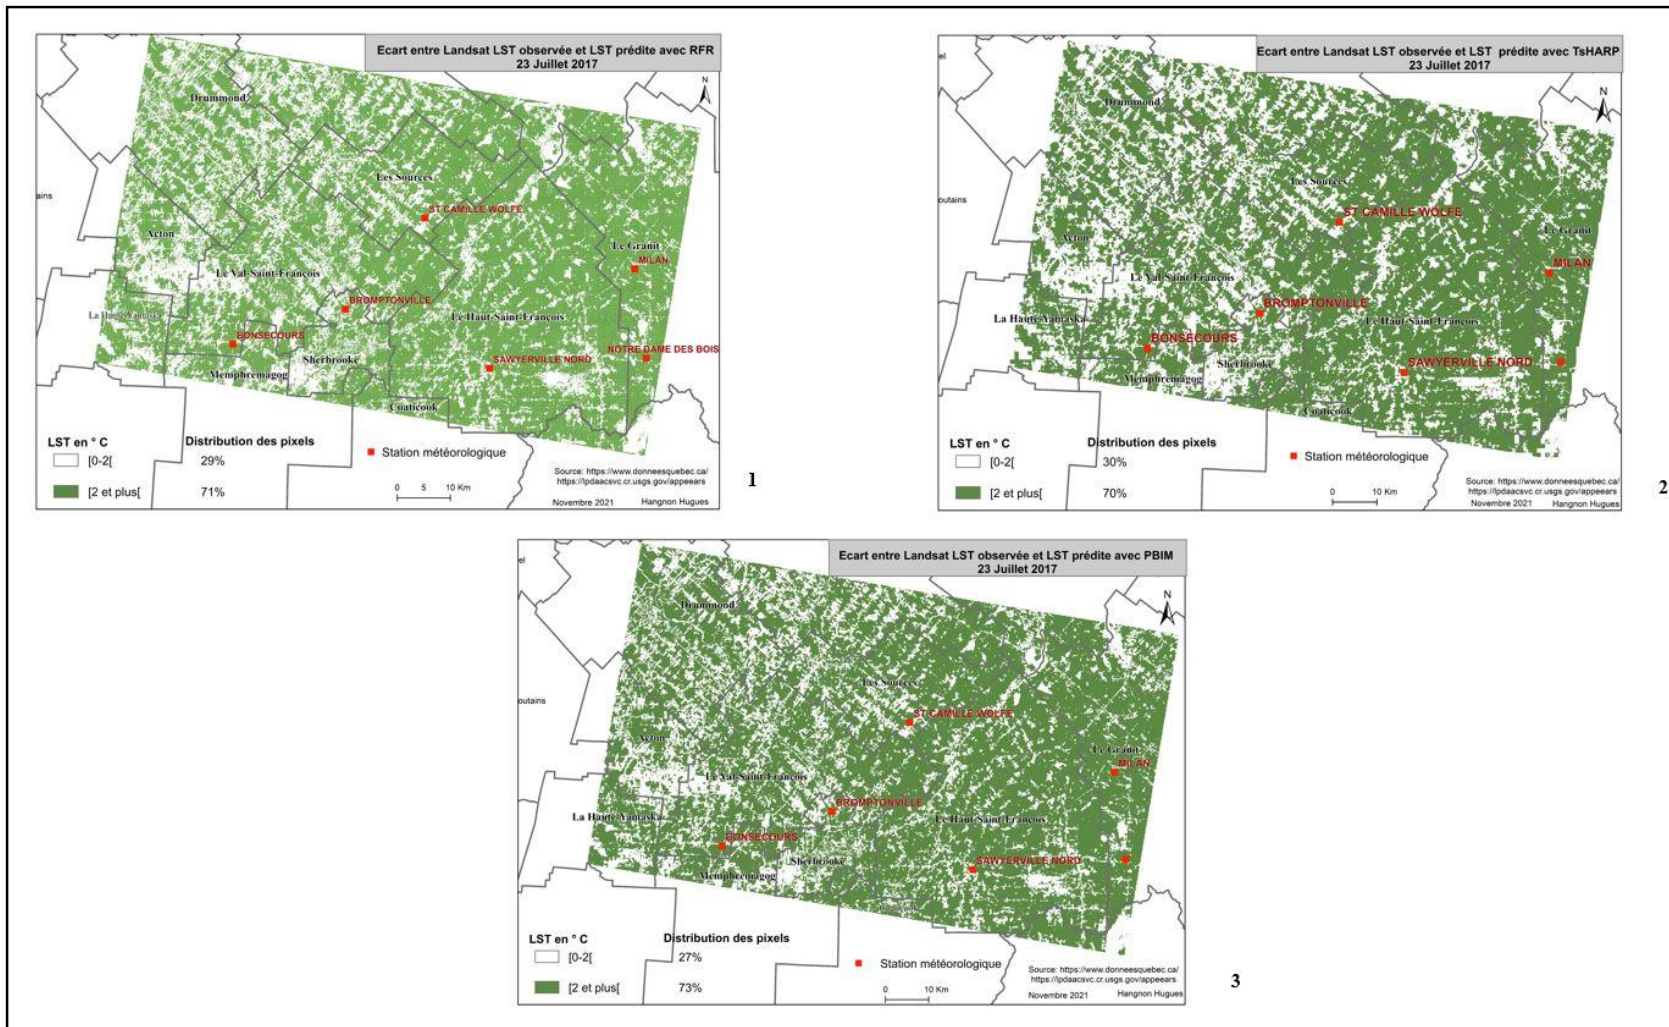 Ecart entre Landsat LST observée et LST prédite avec RFR
23 Juillet 2017
N
Drummond
Les Sources
ains
ST CAMILLE WOLFE
Acton
Le Granit
MILAN
Le Val-Saint-François
BROMPTONVILLE
La Haute-Yamaska
Le Haut-Saint-François
BONSECOURS
Sherbrooke
SAWYERVILLE NORD
NOTRE DAME DES BOIS
Memphremagog
Coaticook
LST en ° C
Distribution des pixels
[0-2[
29%
[2 et plus[
71%
Station météorologique
0 5 10 Km
Source: https://www.donneesquebec.ca/
https://lpdaacsvc.cr.usgs.gov/appeears
Novembre 2021
Hangnon Hugues
1
Ecart entre Landsat LST observée et LST prédite avec TsHARP
23 Juillet 2017
el
N
Drummond
Les Sources
outains
ST CAMILLE WOLFE
Acton
Le Granit
MILAN
Le Val-Saint-François
BROMPTONVILLE
La Haute-Yamaska
Le Haut-Saint-François
BONSECOURS
Sherbrooke
SAWYERVILLE NORD
Memphremagog
Coaticook
LST en ° C
Distribution des pixels
[0-2[
30%
[2 et plus[
70%
Station météorologique
0 10 Km
Source: https://www.donneesquebec.ca/
https://lpdaacsvc.cr.usgs.gov/appeears
Novembre 2021
Hangnon Hugues
2
Ecart entre Landsat LST observée et LST prédite avec PBIM
23 Juillet 2017
el
N
Drummond
Les Sources
outains
ST CAMILLE WOLFE
Acton
Le Granit
MILAN
Le Val-Saint-François
BROMPTONVILLE
La Haute-Yamaska
Le Haut-Saint-François
BONSECOURS
Sherbrooke
SAWYERVILLE NORD
Memphremagog
LST en ° C
Distribution des pixels
[0-2[
27%
[2 et plus[
73%
Station météorologique
0 10 Km
Source: https://www.donneesquebec.ca/
https://lpdaacsvc.cr.usgs.gov/appeears
Novembre 2021
Hangnon Hugues
3